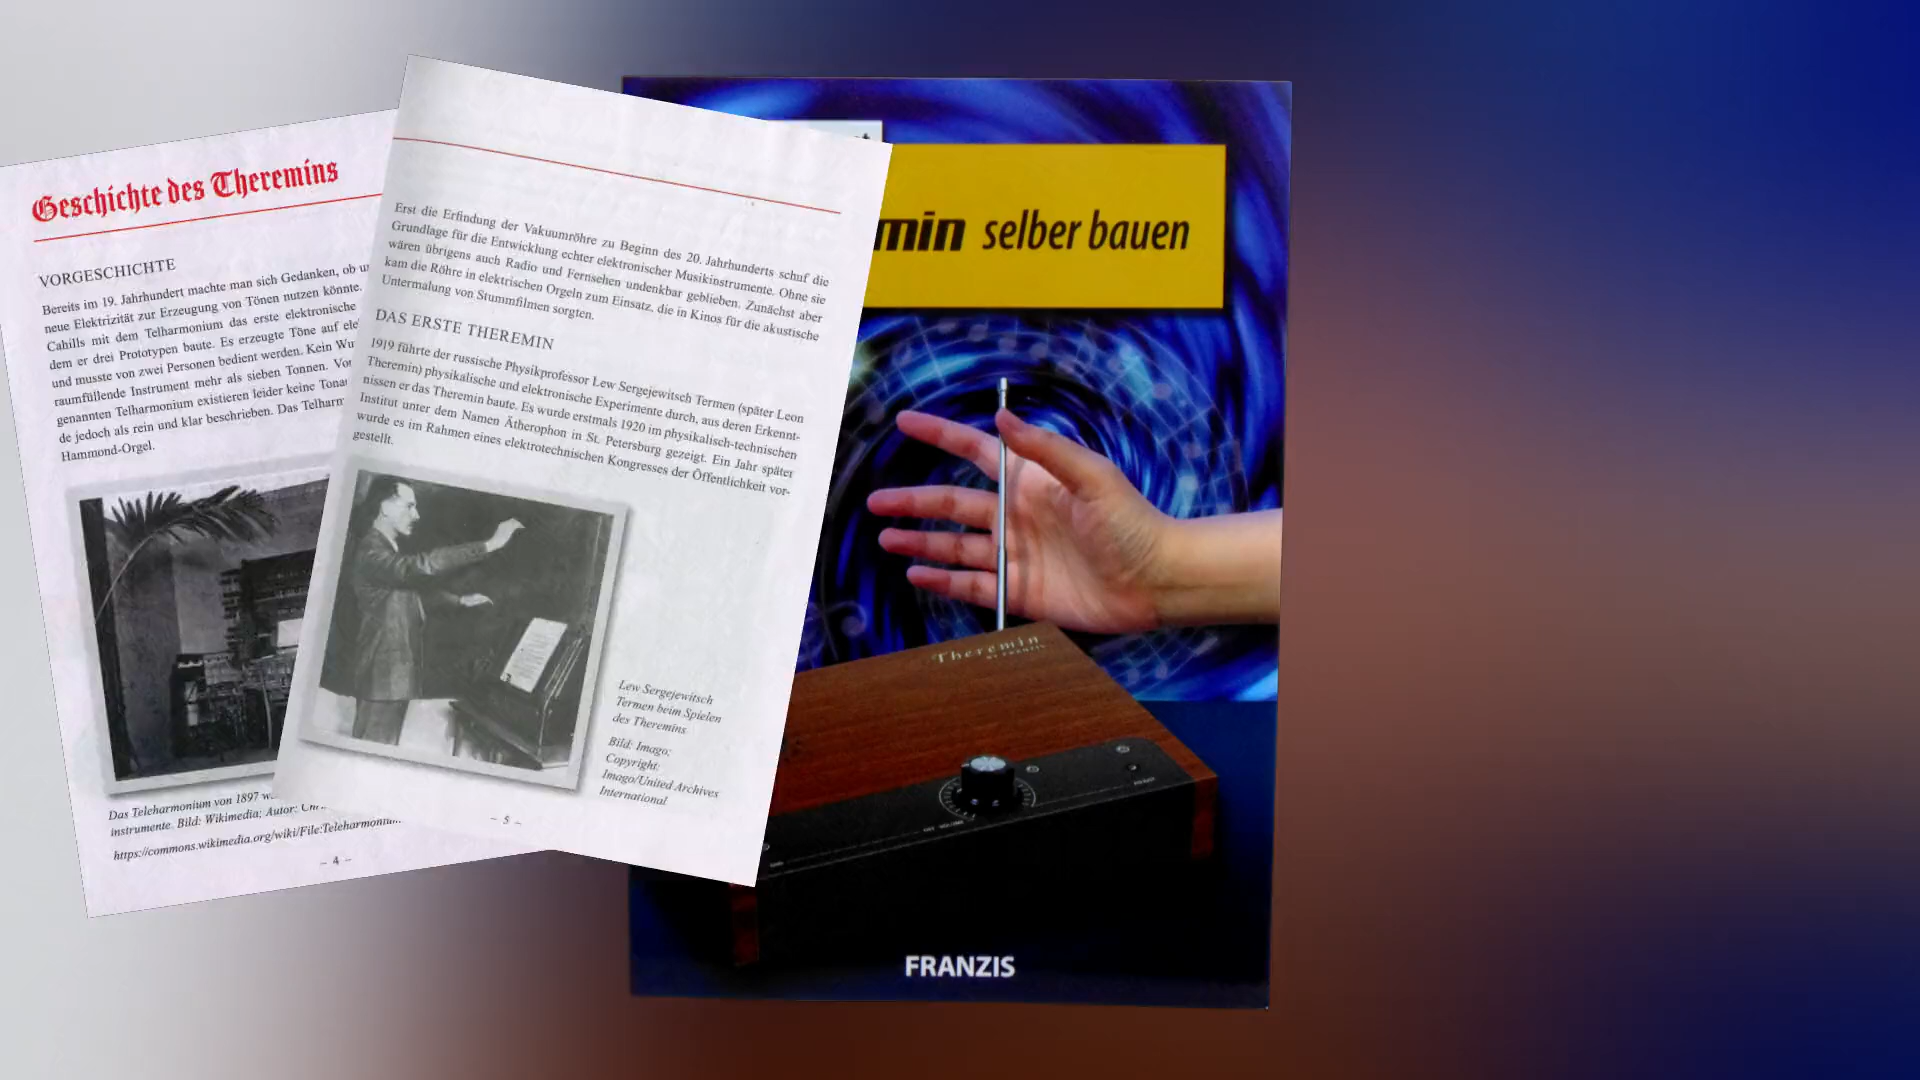 Geschichte des Theremins
VORGESCHICHTE
Bereits im 19. Jahrhundert machte man sich Gedanken, ob
neue Elektrizität zur Erzeugung von Tönen nutzen könnte.
Cahills mit dem Telharmonium das erste elektronische
dem er drei Prototypen baute. Es erzeugte Töne auf
und musste von zwei Personen bedient werden. Kein
raumfüllende Instrument mehr als sieben Tonnen.
genannten Telharmonium existieren leider keine
de jedoch als rein und klar beschrieben. Das
Hammond-Orgel.
Das Teleharmonium von 1897
instrumente. Bild: Wikimedia; Autor:
https://commons.wikimedia.org/wiki/File:Teleharmonium...
– 4 –
Erst die Erfindung der Vakuumröhre zu Beginn des 20. Jahrhunderts schuf die
Grundlage für die Entwicklung echter elektronischer Musikinstrumente. Ohne sie
wären übrigens auch Radio und Fernsehen undenkbar geblieben. Zunächst aber
kam die Röhre in elektrischen Orgeln zum Einsatz, die in Kinos für die akustische
Untermalung von Stummfilmen sorgten.
DAS ERSTE THEREMIN
1919 führte der russische Physikprofessor Lew Sergejewitsch Termen (später Leon
Theremin) physikalische und elektronische Experimente durch, aus deren Erkennt-
nissen er das Theremin baute. Es wurde erstmals 1920 im physikalisch-technischen
Institut unter dem Namen Ätherophon in St. Petersburg gezeigt. Ein Jahr später
wurde es im Rahmen eines elektrotechnischen Kongresses der Öffentlichkeit vor-
gestellt.
Lew Sergejewitsch
Termen beim Spielen
des Theremins
Bild: Imago;
Copyright:
Imago/United Archives
International
– 5 –
min selber bauen
Theremin
BY FRANZIS
FRANZIS